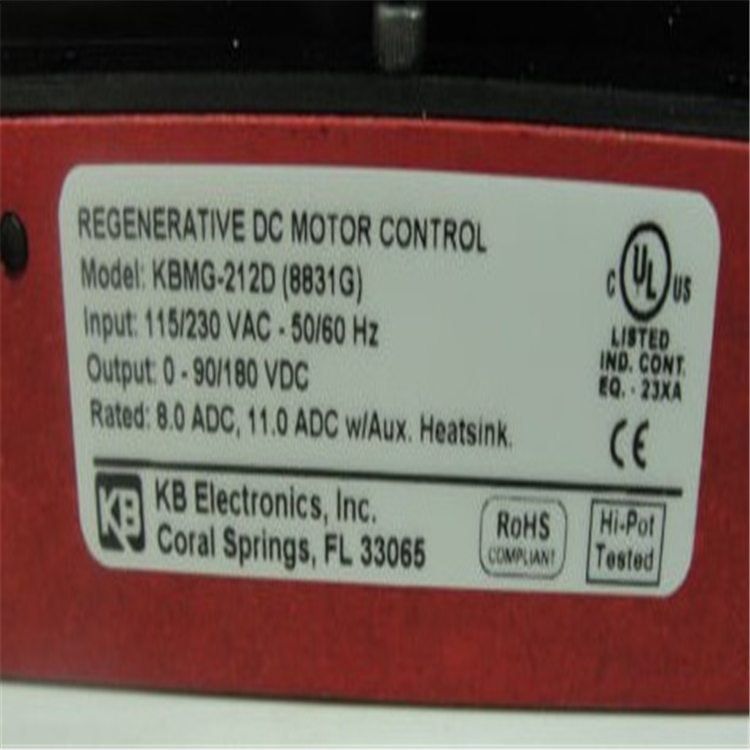 REGENERATIVE DC MOTOR CONTROL
Model: KBMG-212D (8831G)
Input: 115/230 VAC - 50/60 Hz
Output: 0 - 90/180 VDC
Rated: 8.0 ADC, 11.0 ADC w/Aux. Heatsink.
C UL US
LISTED
IND. CONT.
EQ. - 23XA
CE
KB
KB Electronics, Inc.
Coral Springs, FL 33065
RoHS
COMPLIANT
Hi-Pot
Tested